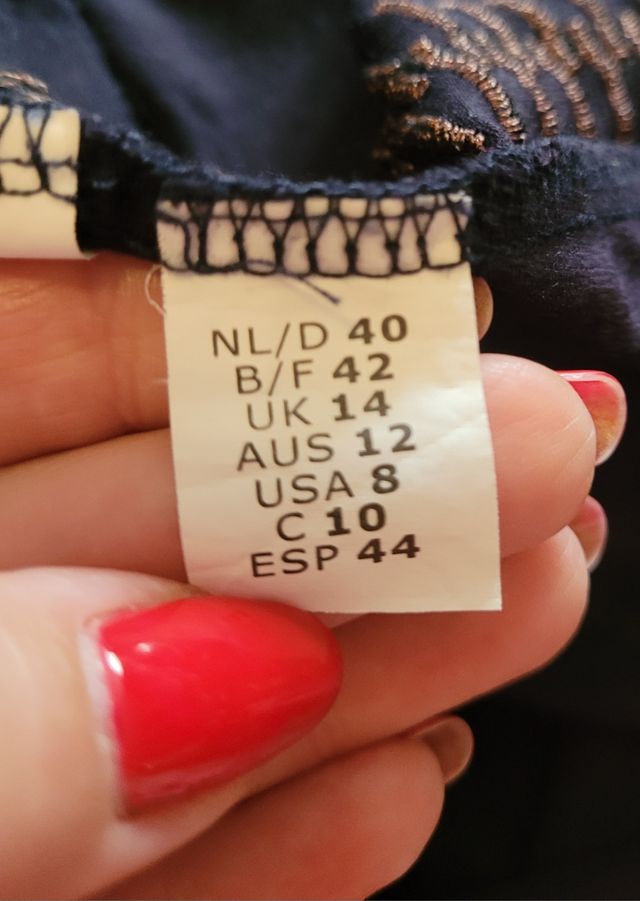 NL/D 40
B/F 42
UK 14
AUS 12
USA 8
C 10
ESP 44